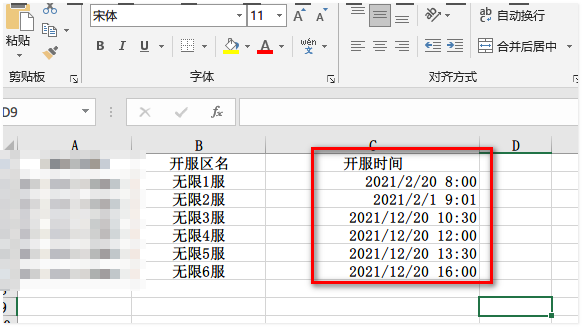 宋体 11 A A 自动换行
粘贴 B I U A wén 合并后居中
剪贴板 字体 对齐方式
D9 fx
A B C D
开服区名 开服时间
无限1服 2021/2/20 8:00
无限2服 2021/2/1 9:01
无限3服 2021/12/20 10:30
无限4服 2021/12/20 12:00
无限5服 2021/12/20 13:30
无限6服 2021/12/20 16:00